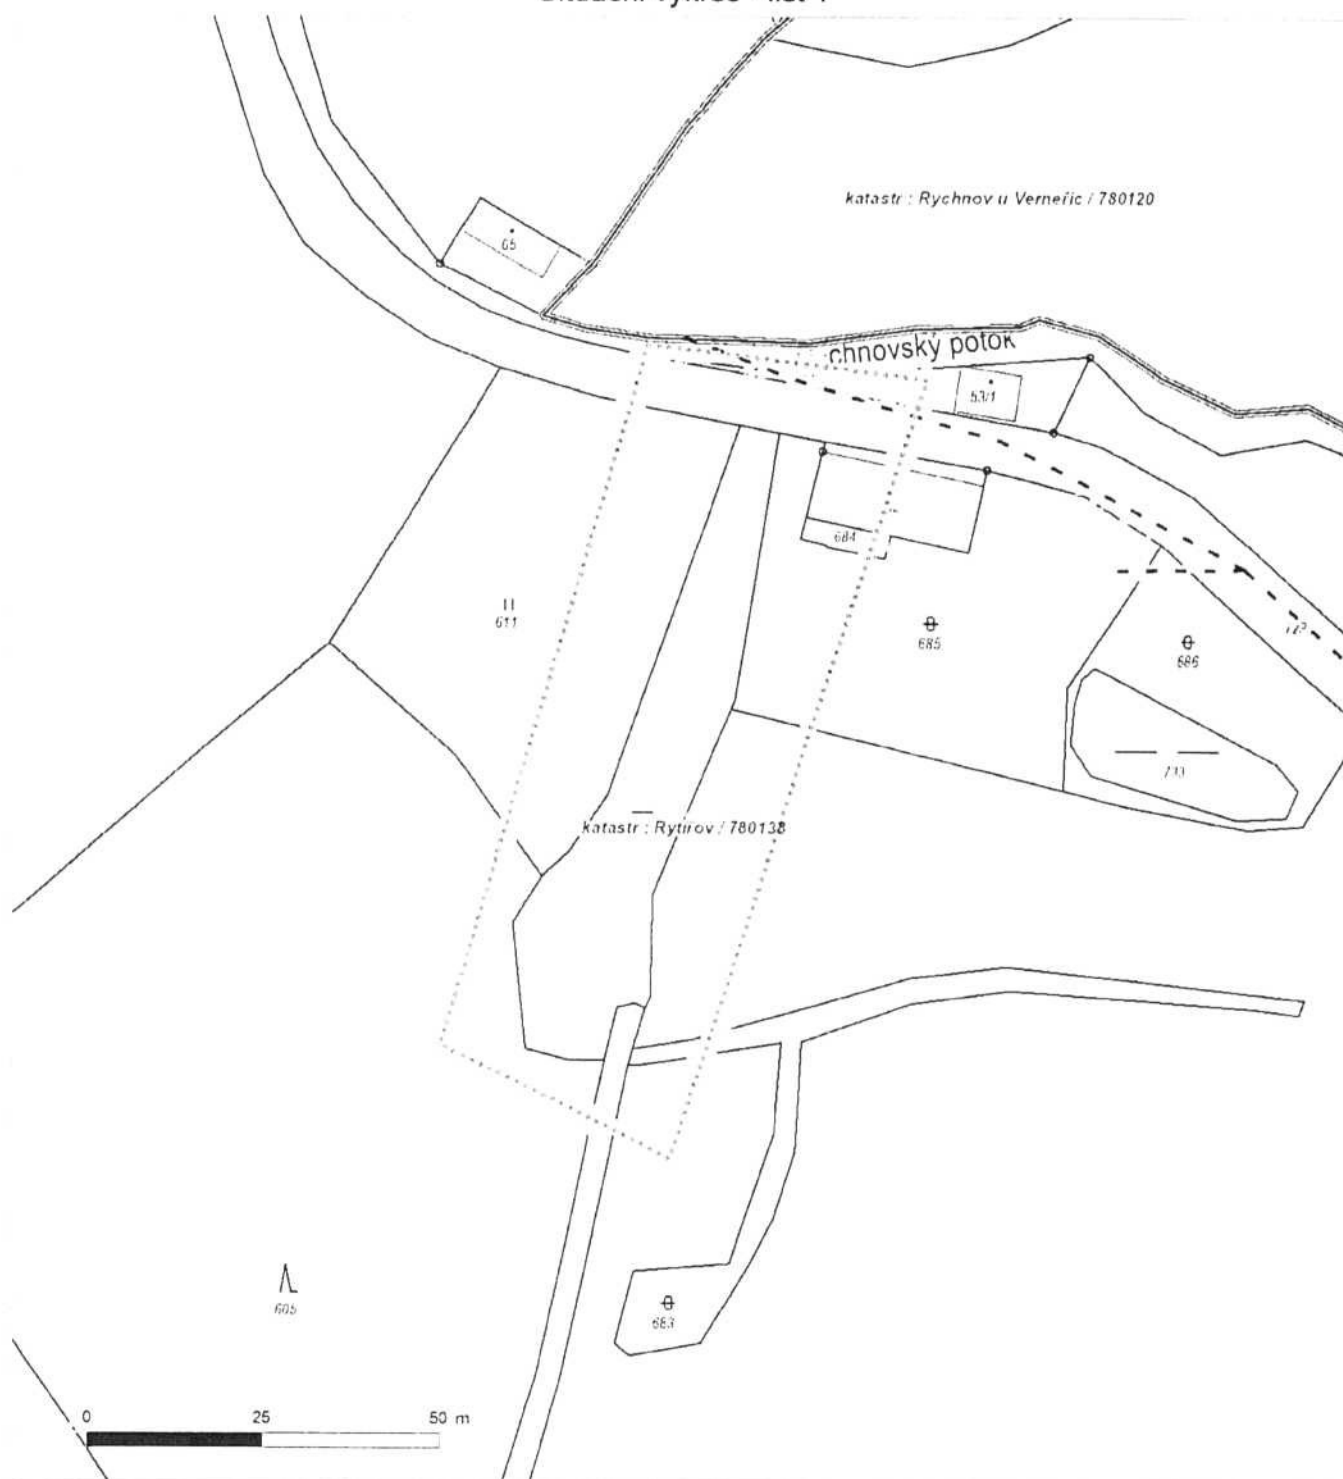 katastr : Rychnov u Verneřic / 780120
65
chnovský potok
53/1
684
611
685
686
733
katastr : Rytířov / 780138
605
683
0 25 50 m